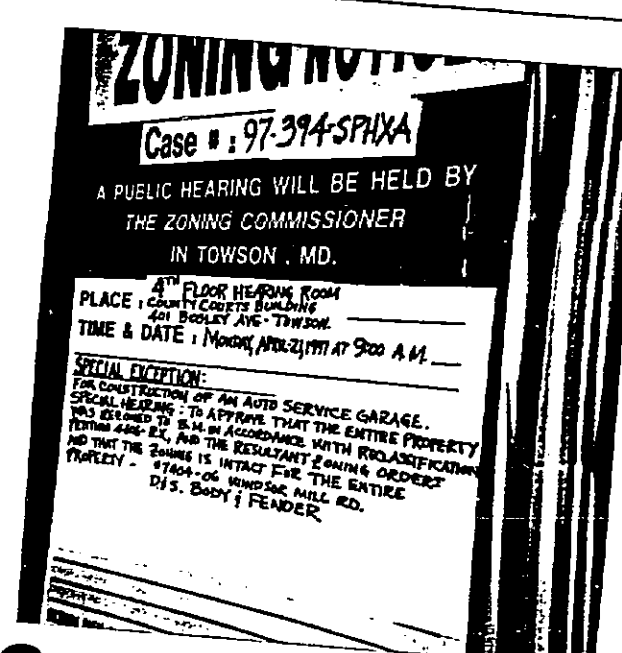 ZONING NOTICE
Case # : 97-394-SPHXA
A PUBLIC HEARING WILL BE HELD BY
THE ZONING COMMISSIONER
IN TOWSON, MD.
4TH FLOOR HEARING ROOM
PLACE : COUNTY COURTS BUILDING
401 BOSLEY AVE - TOWSON
TIME & DATE : MONDAY, APRIL 21, 1997 AT 9:00 A.M.
SPECIAL EXCEPTION:
FOR CONSTRUCTION OF AN AUTO SERVICE GARAGE.
SPECIAL HEARING : TO APPROVE THAT THE ENTIRE PROPERTY
WAS REZONED TO B.M. IN ACCORDANCE WITH RECLASSIFICATION
PETITION 4406-RX, AND THE RESULTANT ZONING ORDERS
AND THAT THE ZONING IS INTACT FOR THE ENTIRE
PROPERTY - #7404-06 WINDSOR MILL RD.
D/S. BODY & FENDER